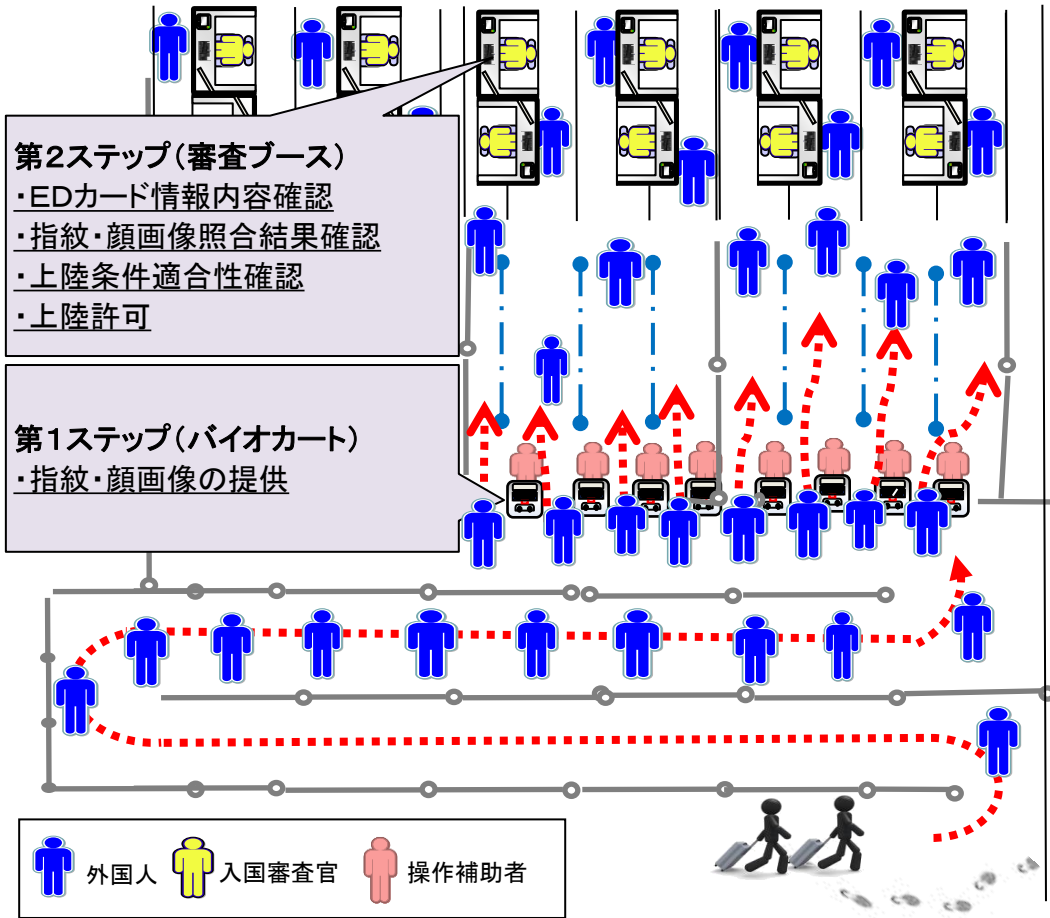 第2ステップ(審査ブース)
・EDカード情報内容確認
・指紋・顔画像照合結果確認
・上陸条件適合性確認
・上陸許可
第1ステップ(バイオカート)
・指紋・顔画像の提供
外国人
入国審査官
操作補助者